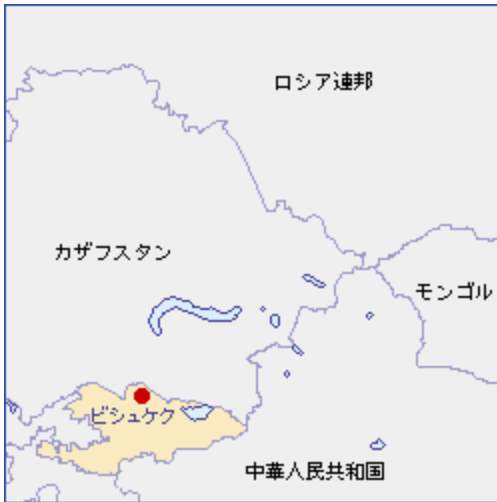 ロシア連邦
カザフスタン
モンゴル
ビシュケク
中華人民共和国